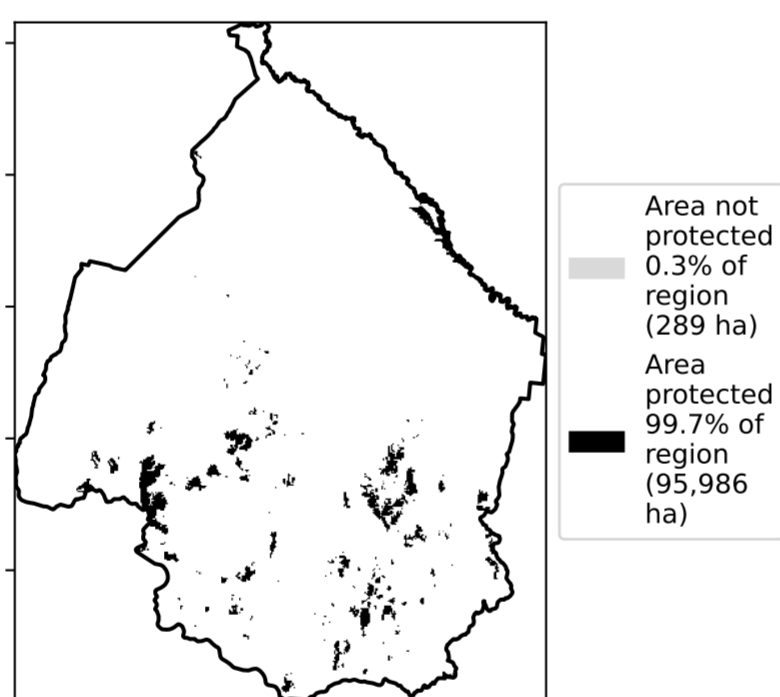 Area not
protected
0.3% of
region
(289 ha)
Area
protected
99.7% of
region
(95,986
ha)